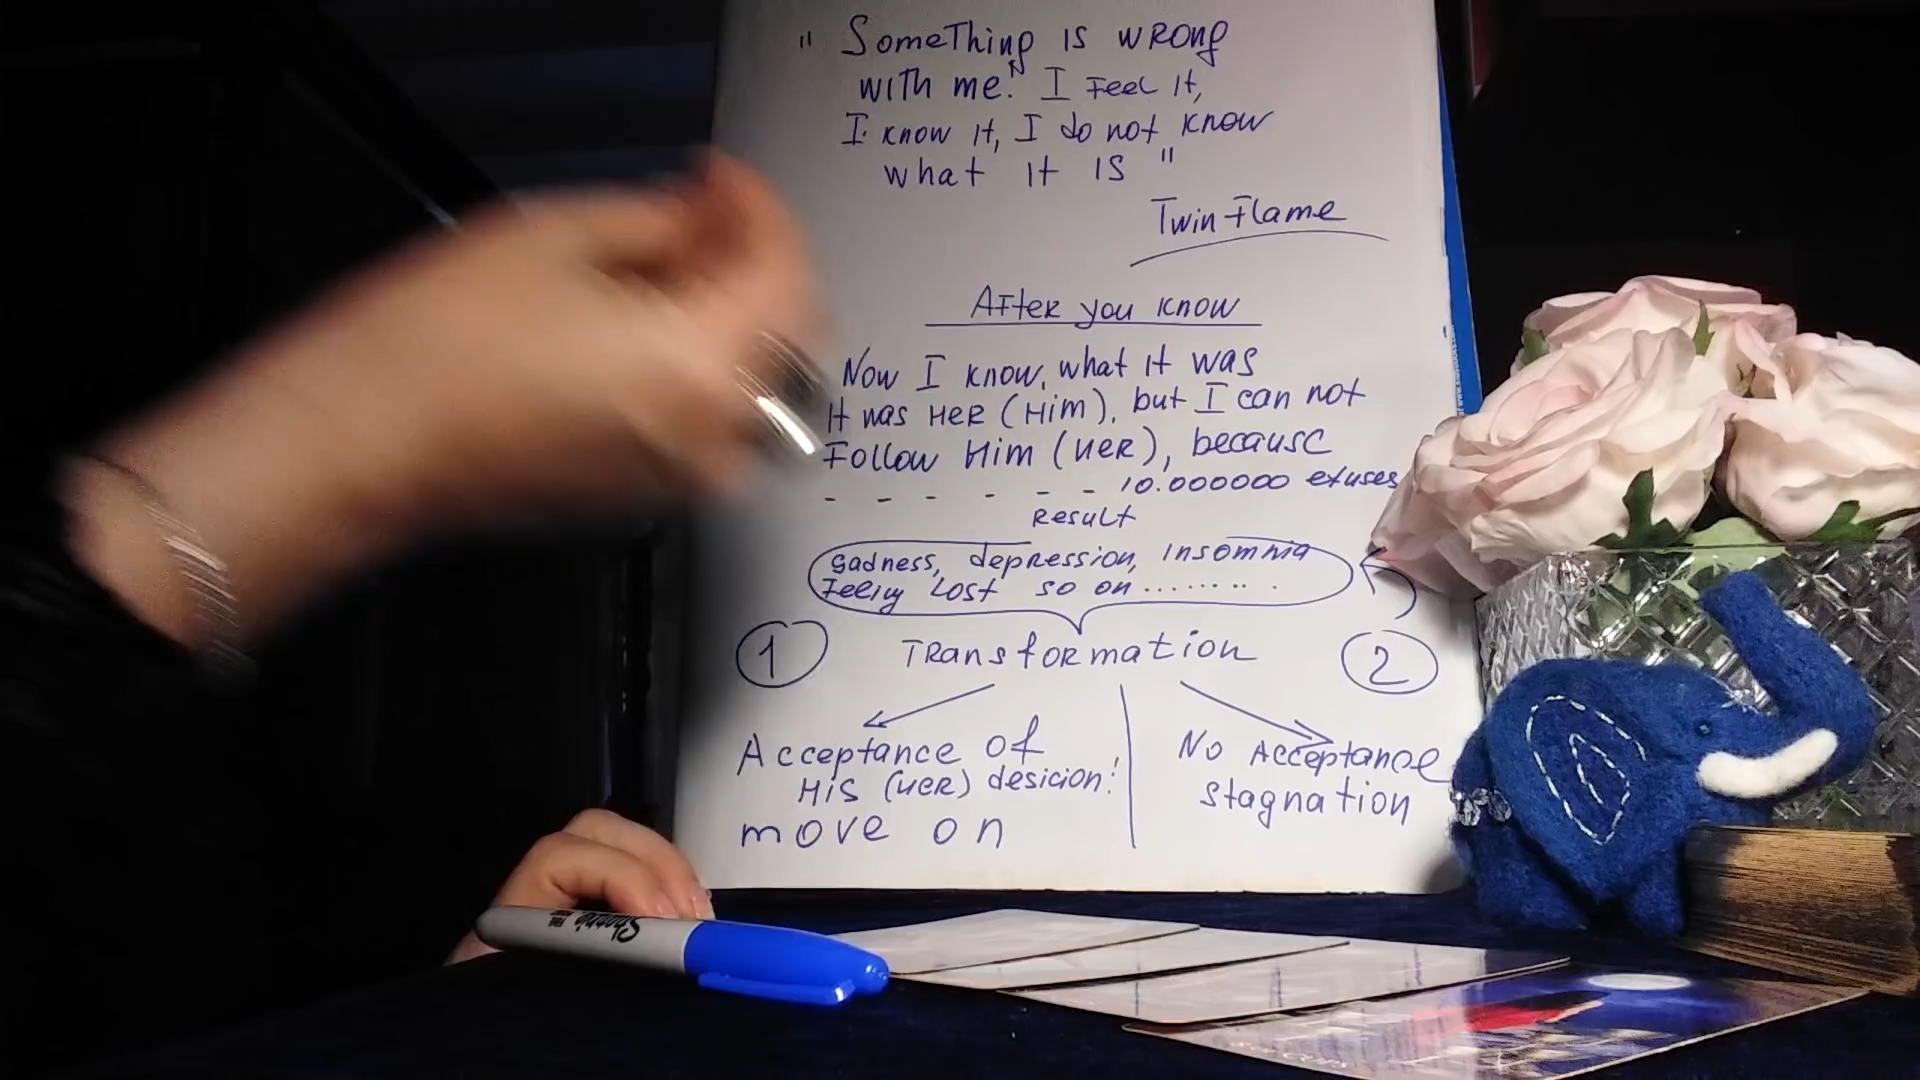 " Something is wrong
with me." I feel it,
I know it, I do not know
what it is "
Twin Flame
After you know
Now I know, what it was
It was Her (Him), but I can not
Follow Him (Her), because
- - - - - - 10.000000 exuses
Result
sadness, depression, insomnia
Feeliy lost so on .........
1 Transformation 2
Acceptance of
His (Her) desicion!
move on
No Acceptance
stagnation
Sharpie